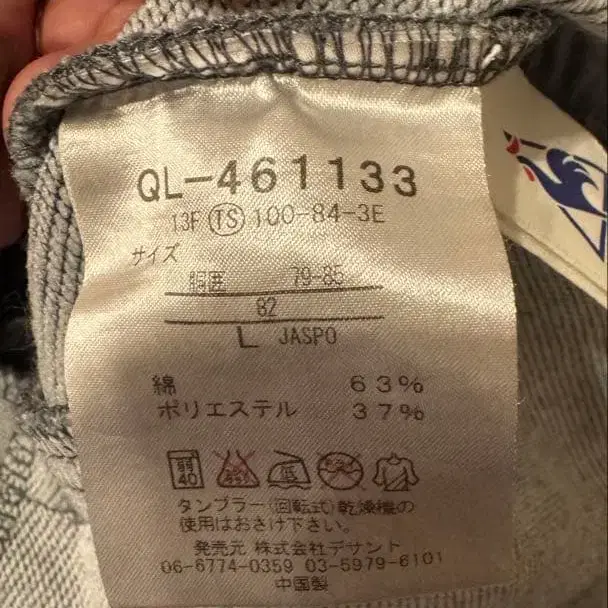 QL-461133
13F TS 100-84-3E
サイズ
胴囲 79-85
82
L JASPO
綿 63%
ポリエステル 37%
弱 40 低
タンブラー(回転式)乾燥機の
使用はおさけ下さい。
発売元 株式会社デサント
06-6774-0359 03-5979-6101
中国製